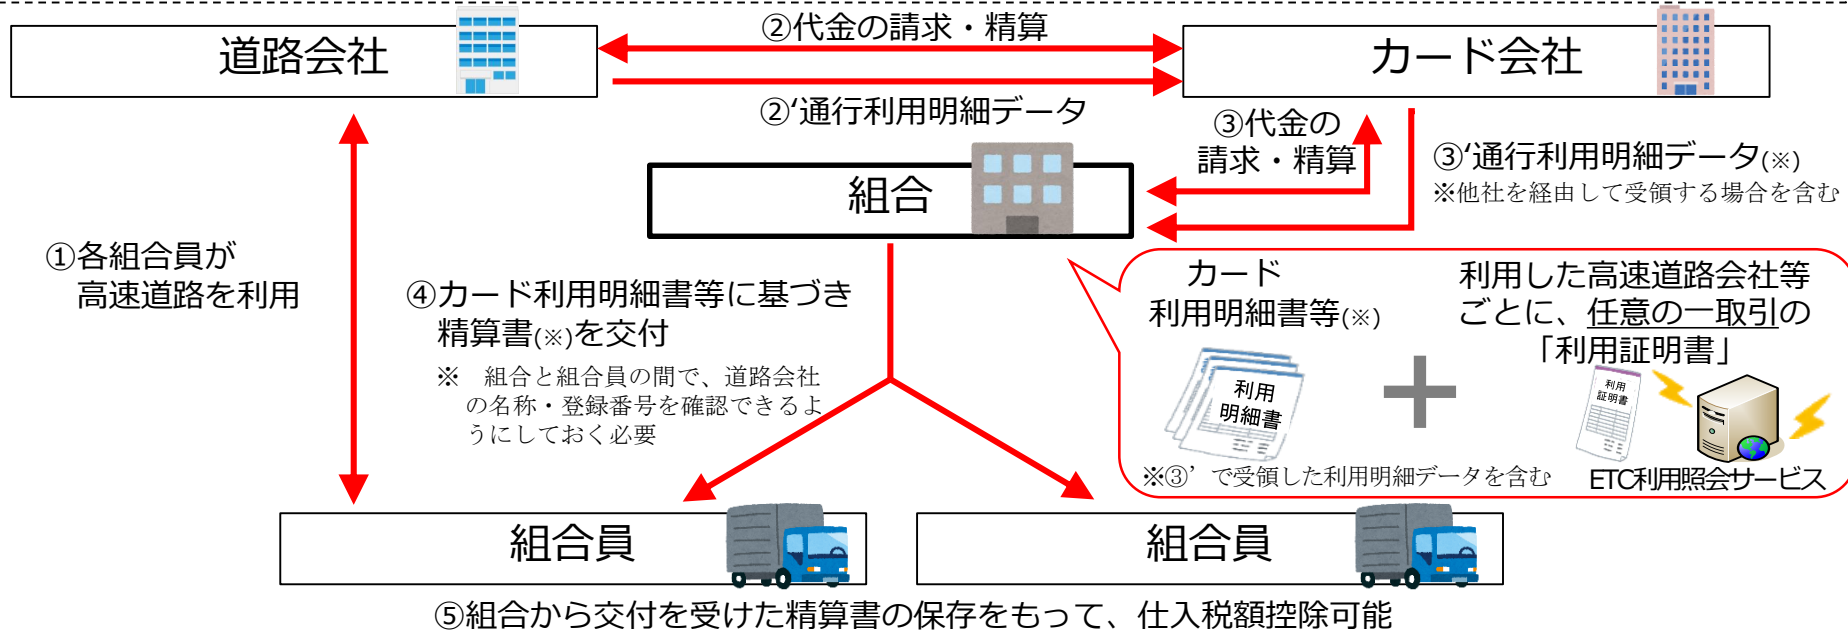 道路会社
②代金の請求・精算
カード会社
②‘通行利用明細データ
③代金の
請求・精算
③‘通行利用明細データ(※)
※他社を経由して受領する場合を含む
組合
①各組合員が
高速道路を利用
④カード利用明細書等に基づき
精算書(※)を交付
※　組合と組合員の間で、道路会社
の名称・登録番号を確認できるよ
うにしておく必要
カード
利用明細書等(※)
利用した高速道路会社等
ごとに、任意の一取引の
「利用証明書」
利用
明細書
利用
証明書
※③’で受領した利用明細データを含む
ETC利用照会サービス
組合員
組合員
⑤組合から交付を受けた精算書の保存をもって、仕入税額控除可能